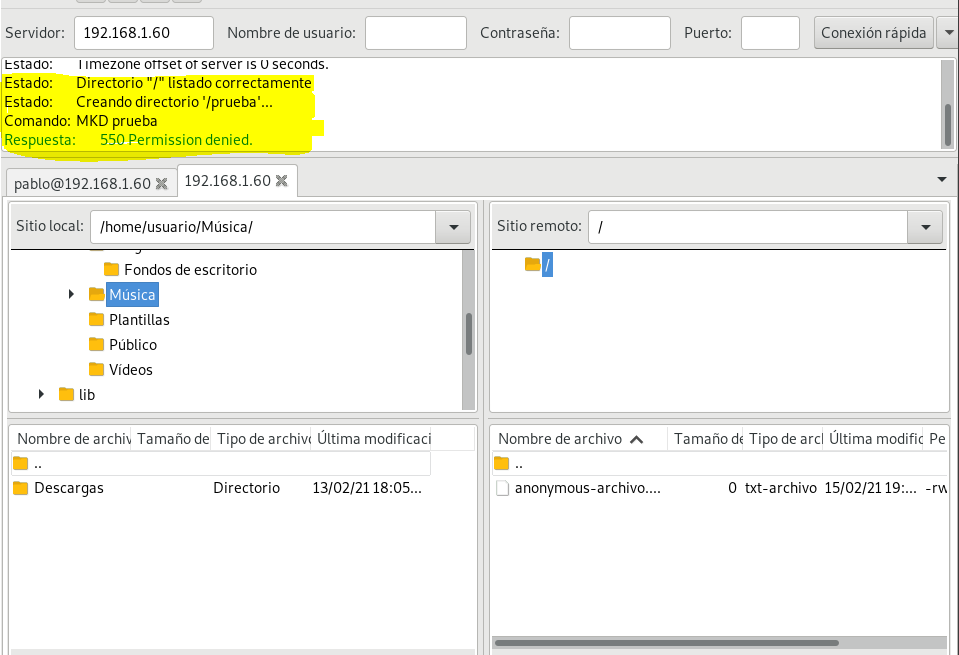 Servidor: 192.168.1.60 Nombre de usuario: Contraseña: Puerto: Conexión rápida
Estado: Timezone offset of server is 0 seconds.
Estado: Directorio "/" listado correctamente
Estado: Creando directorio '/prueba'...
Comando: MKD prueba
Respuesta: 550 Permission denied.
pablo@192.168.1.60 192.168.1.60
Sitio local: /home/usuario/Música/
Fondos de escritorio
Música
Plantillas
Público
Vídeos
lib
Sitio remoto: /
/
Nombre de archiv Tamaño de Tipo de archivo Última modificaci
..
Descargas Directorio 13/02/21 18:05...
Nombre de archivo Tamaño de Tipo de arcl Última modific Pe
..
anonymous-archivo.... 0 txt-archivo 15/02/21 19:... -rw